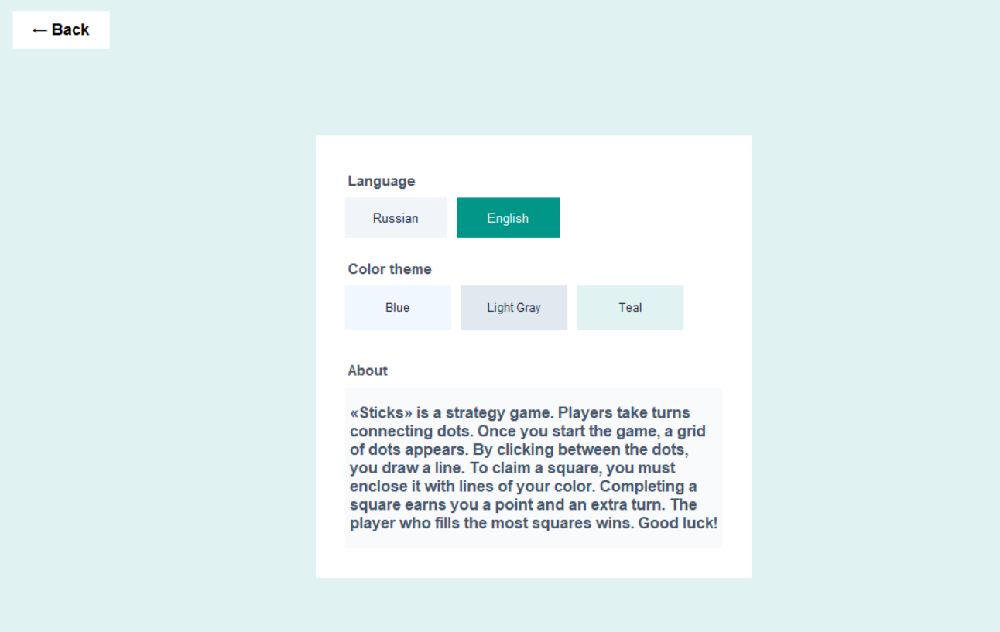 ← Back
Language
Russian English
Color theme
Blue Light Gray Teal
About
«Sticks» is a strategy game. Players take turns
connecting dots. Once you start the game, a grid
of dots appears. By clicking between the dots,
you draw a line. To claim a square, you must
enclose it with lines of your color. Completing a
square earns you a point and an extra turn. The
player who fills the most squares wins. Good luck!